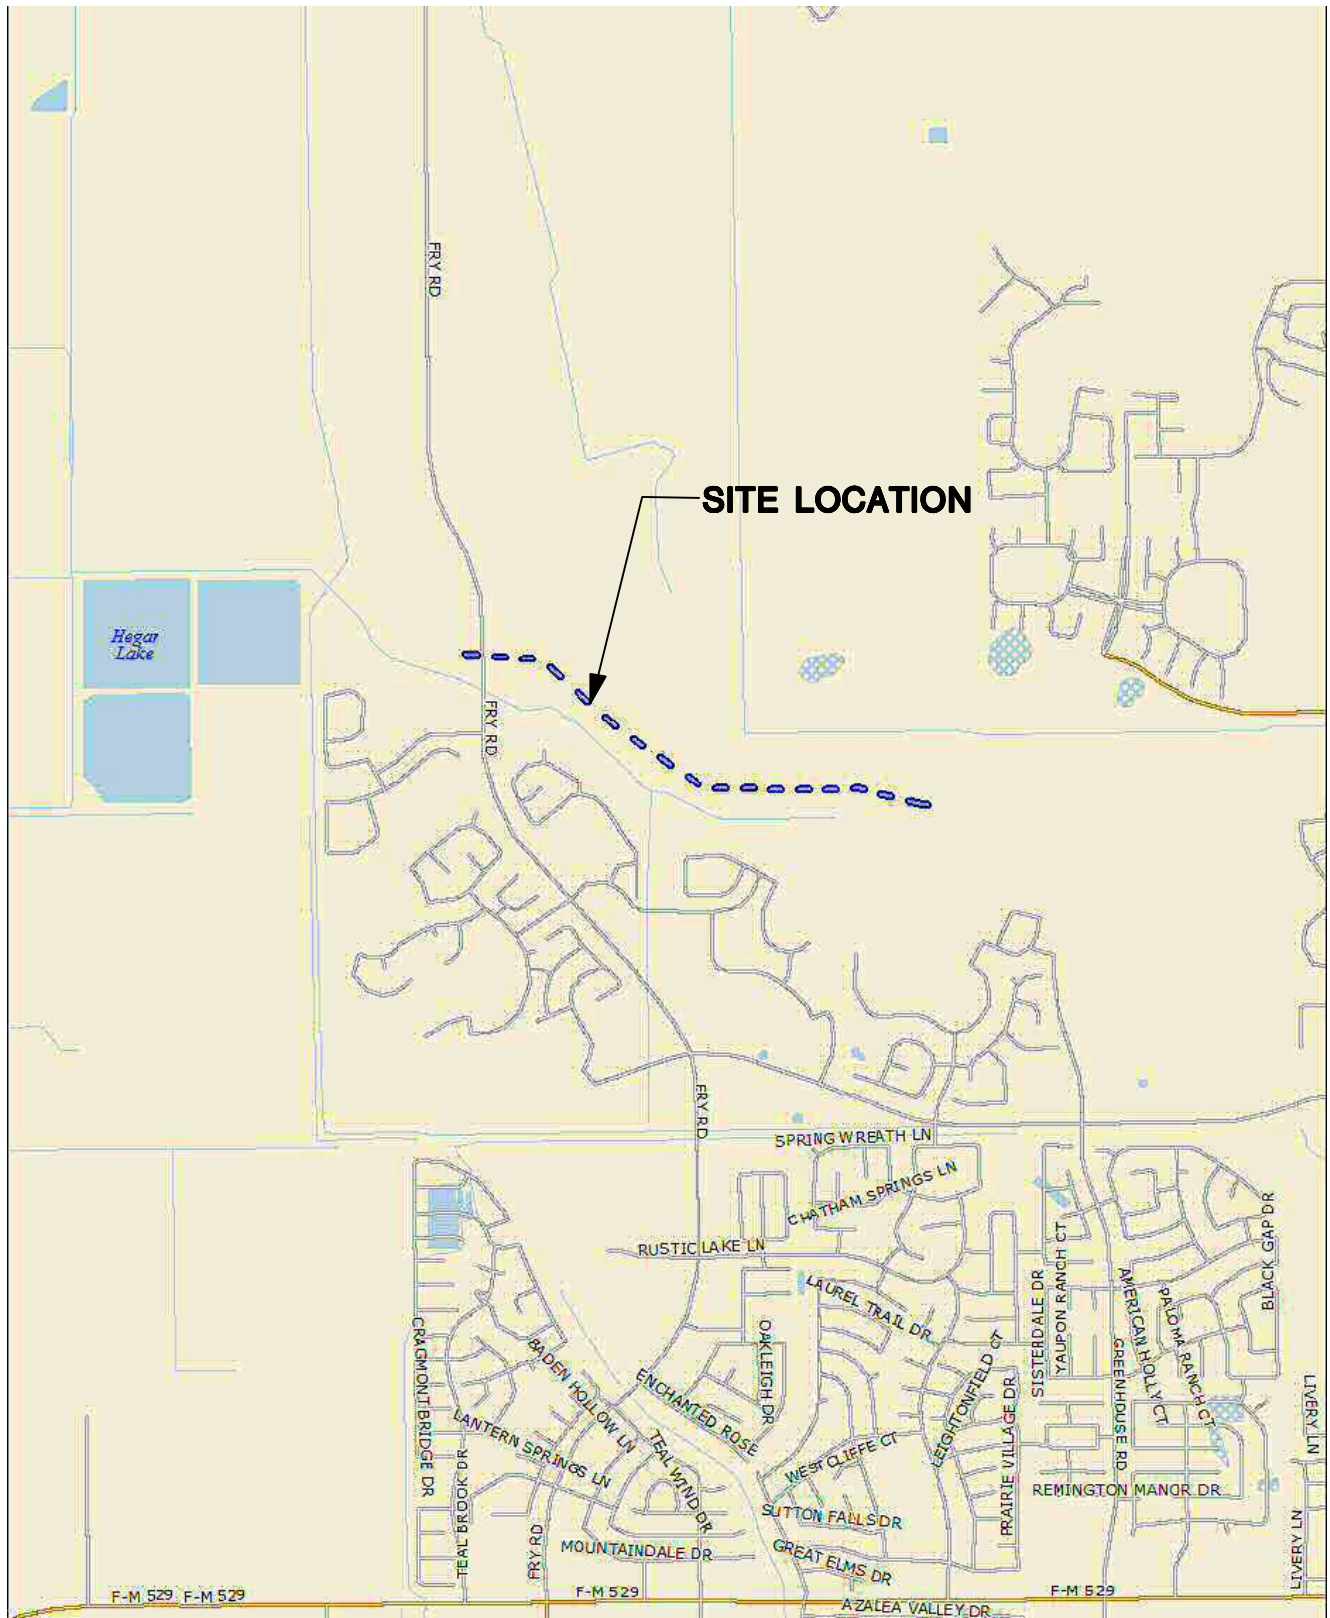 FRY RD
SITE LOCATION
Hegar
Lake
FRY RD
FRY RD
SPRING WREATH LN
CHATHAM SPRINGS LN
RUSTIC LAKE LN
LAUREL TRAIL DR
SISTERDALE DR
YAUPON RANCH CT
AMERICAN HOLLY CT
PALOMA RANCH CT
BLACK GAP DR
CRAGMONT BRIDGE DR
BADEN HOLLOW LN
OAKLEIGH DR
ENCHANTED ROSE
LEIGHTONFIELD CT
GREENHOUSE RD
LIVERY LN
LANTERN SPRINGS LN
TEAL WIND DR
WESTCLIFFE CT
PRAIRIE VILLAGE DR
TEAL BROOK DR
REMINGTON MANOR DR
SUTTON FALLS DR
FRY RD
MOUNTAINDALE DR
GREAT ELMS DR
LIVERY LN
F-M 529
F-M 529
F-M 529
F-M 529
AZALEA VALLEY DR